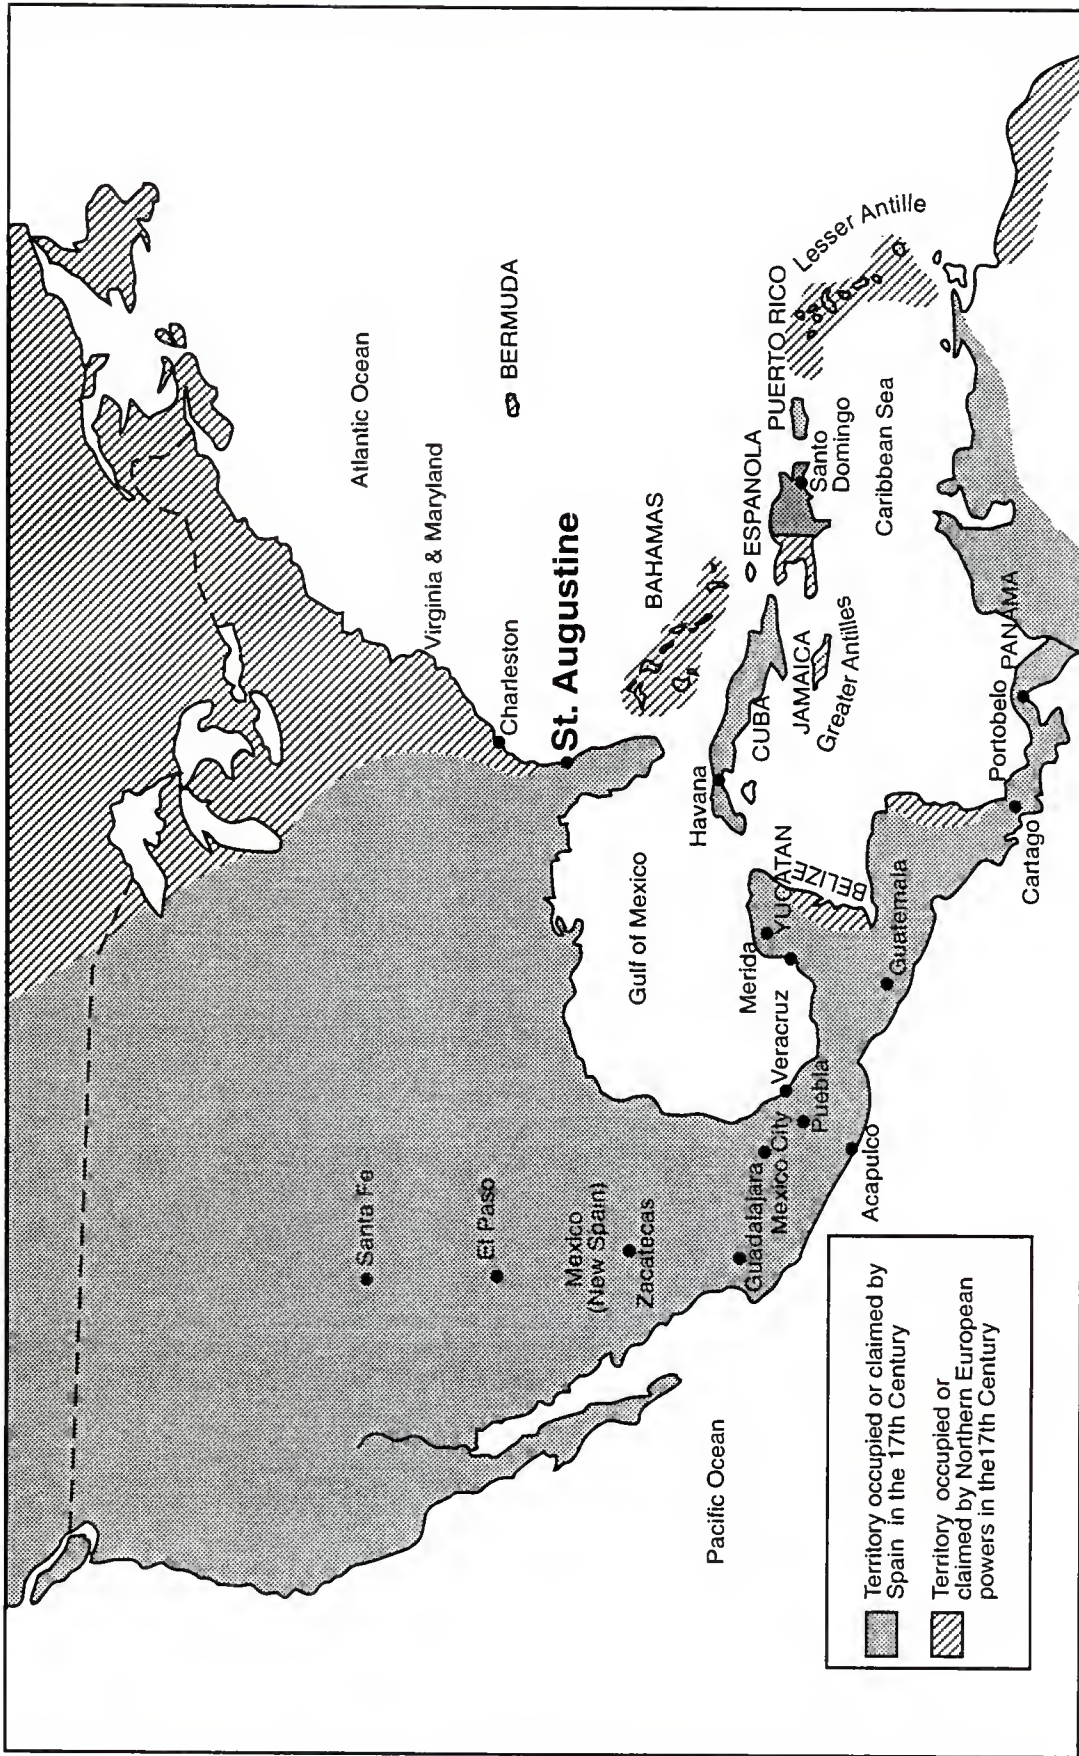 Atlantic Ocean
BERMUDA
Virginia & Maryland
Charleston
St. Augustine
BAHAMAS
Lesser Antille
PUERTO RICO
ESPANOLA
Santo
Domingo
Caribbean Sea
Havana
CUBA
JAMAICA
Greater Antilles
Gulf of Mexico
Santa Fe
El Paso
Mexico
(New Spain)
Zacatecas
Guadalajara
Mexico City
Veracruz
Puebla
Acapulco
Merida
YUCATAN
BELIZE
Guatemala
Portobelo
PANAMA
Cartago
Pacific Ocean
Territory occupied or claimed by
Spain in the 17th Century
Territory occupied or
claimed by Northern European
powers in the17th Century